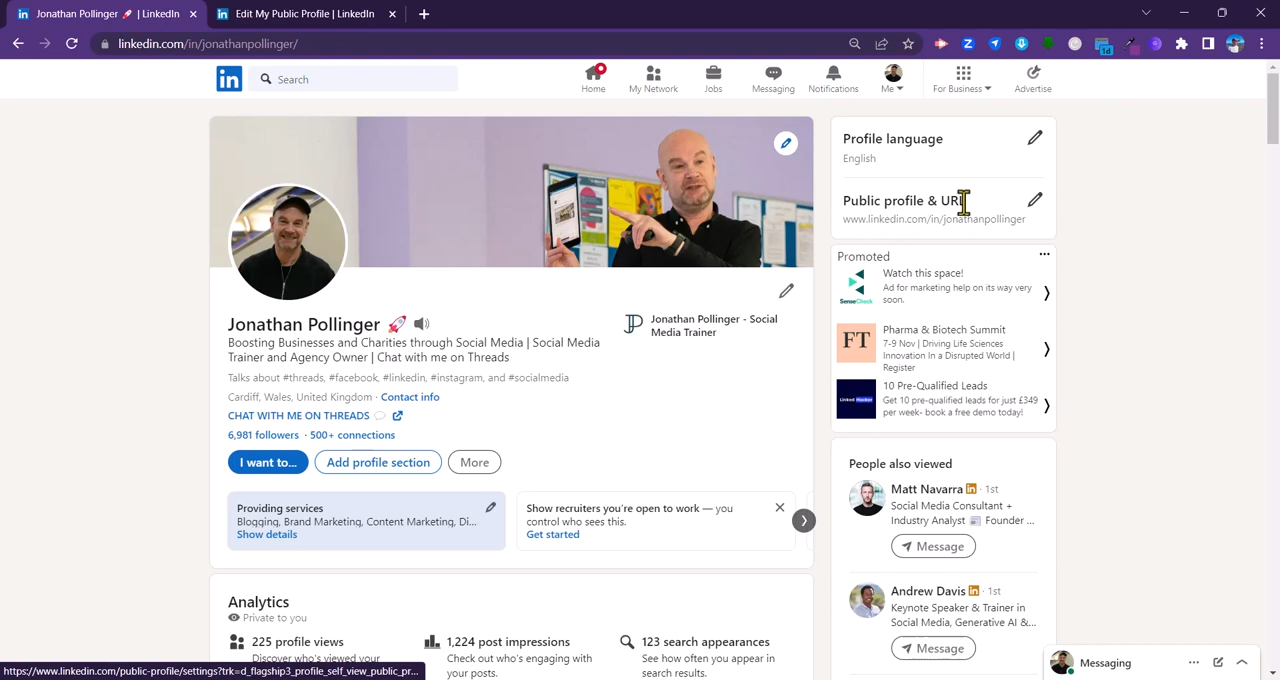 Jonathan Pollinger 🚀 | LinkedIn
Edit My Public Profile | LinkedIn
linkedin.com/in/jonathanpollinger/
1d
in
Search
Home
My Network
Jobs
Messaging
Notifications
Me
For Business
Advertise
Profile language
English
Public profile & URL
www.linkedin.com/in/jonathanpollinger
Promoted
Watch this space!
Ad for marketing help on its way very
soon.
SenseCheck
FT
Pharma & Biotech Summit
7-9 Nov | Driving Life Sciences
Innovation In a Disrupted World |
Register
10 Pre-Qualified Leads
Get 10 pre-qualified leads for just £349
per week- book a free demo today!
Jonathan Pollinger 🚀
Boosting Businesses and Charities through Social Media | Social Media
Trainer and Agency Owner | Chat with me on Threads
JP
Jonathan Pollinger - Social
Media Trainer
Talks about #threads, #facebook, #linkedin, #instagram, and #socialmedia
Cardiff, Wales, United Kingdom · Contact info
CHAT WITH ME ON THREADS 💬
6,981 followers · 500+ connections
I want to...
Add profile section
More
Providing services
Blogging, Brand Marketing, Content Marketing, Di...
Show details
Show recruiters you're open to work — you
control who sees this.
Get started
Analytics
Private to you
225 profile views
Discover who's viewed your
1,224 post impressions
Check out who's engaging with
your posts.
123 search appearances
See how often you appear in
search results.
People also viewed
Matt Navarra in · 1st
Social Media Consultant +
Industry Analyst 📰 Founder ...
Message
Andrew Davis in · 1st
Keynote Speaker & Trainer in
Social Media, Generative AI &...
Message
Messaging
https://www.linkedin.com/public-profile/settings?trk=d_flagship3_profile_self_view_public_pr...